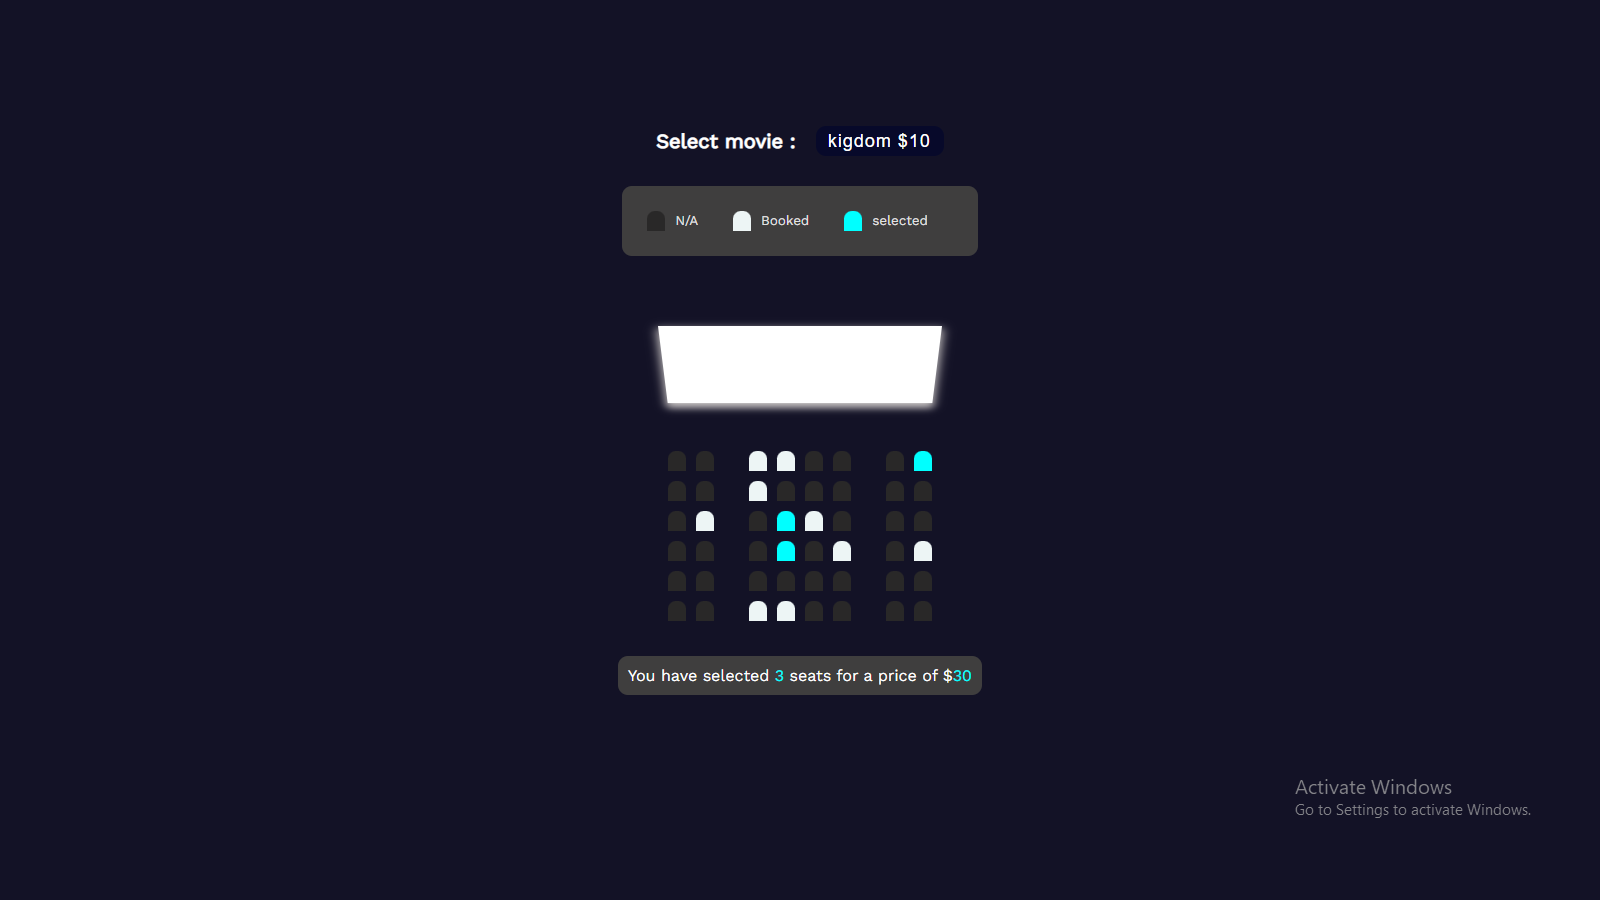 Select movie : kigdom $10
N/A Booked selected
You have selected 3 seats for a price of $30
Activate Windows
Go to Settings to activate Windows.